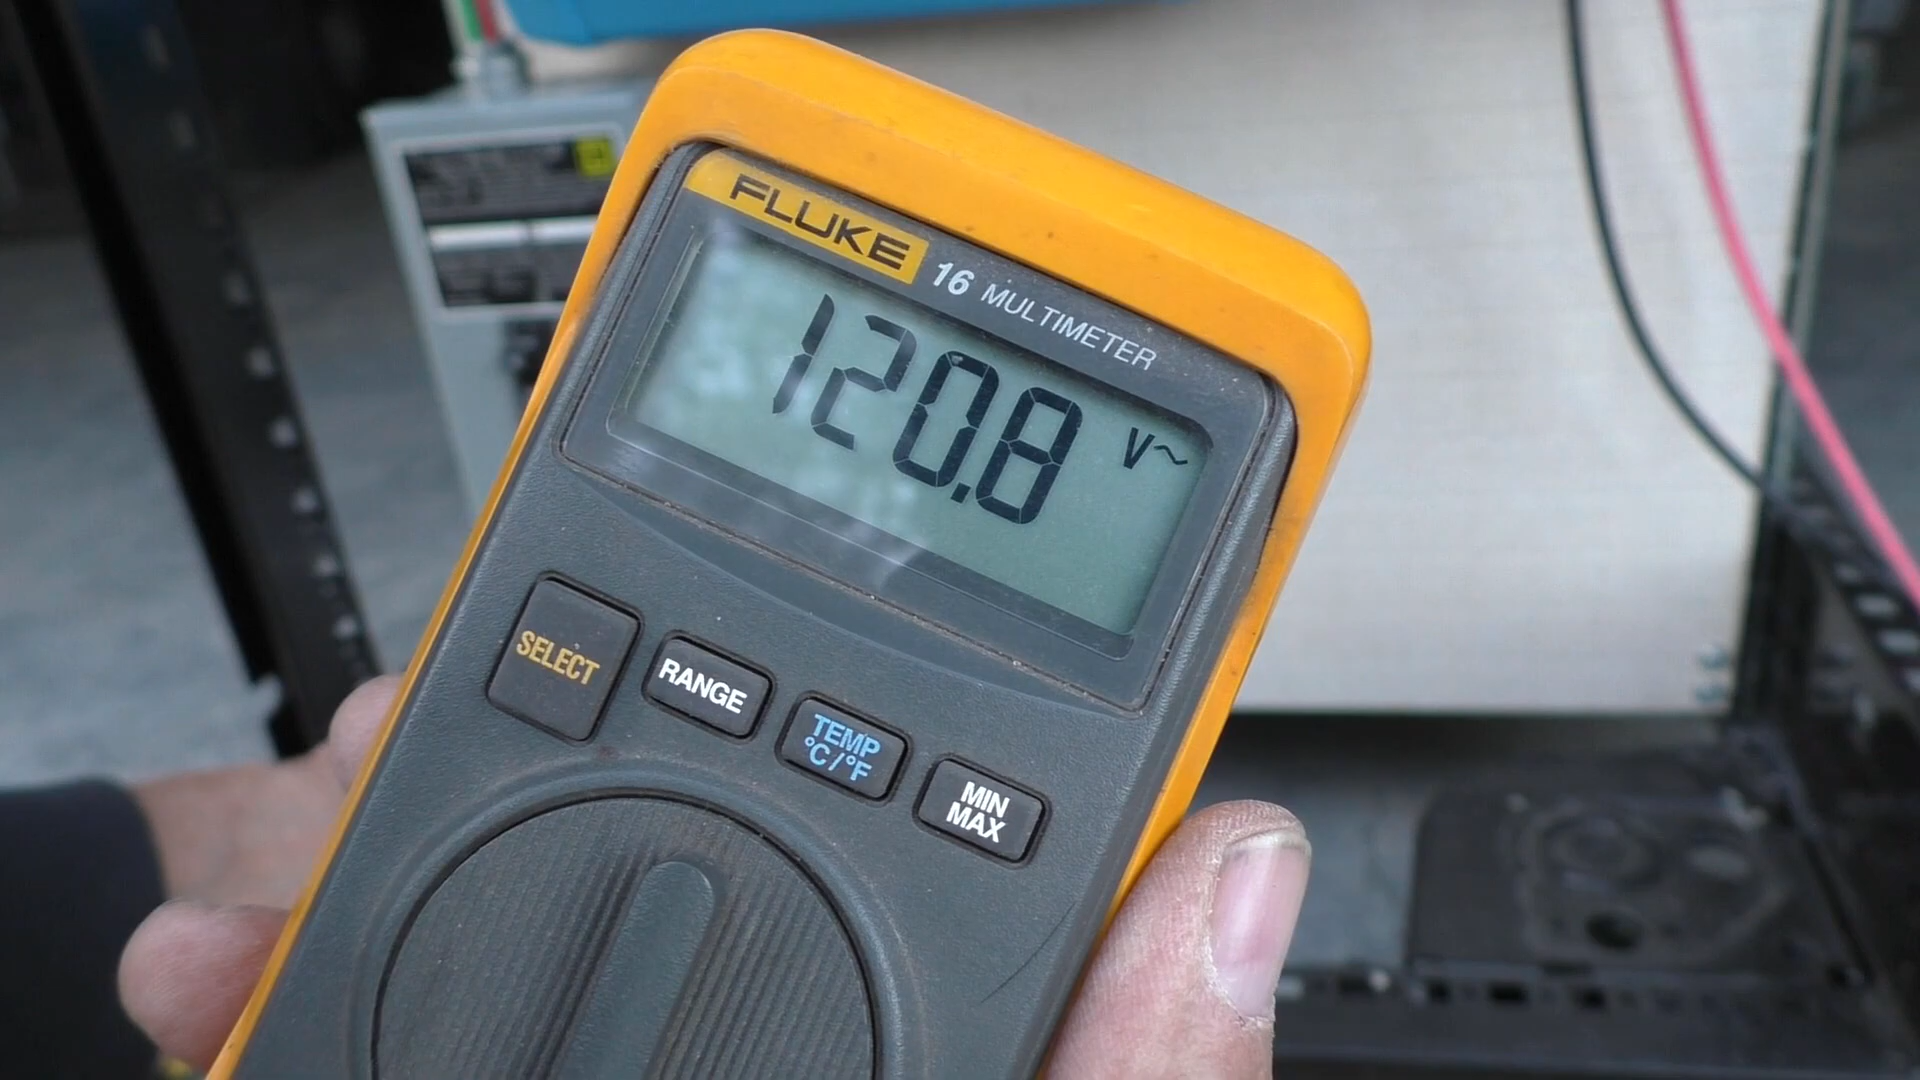 FLUKE 16 MULTIMETER
120.8 V~
SELECT
RANGE
TEMP
°C/°F
MIN
MAX